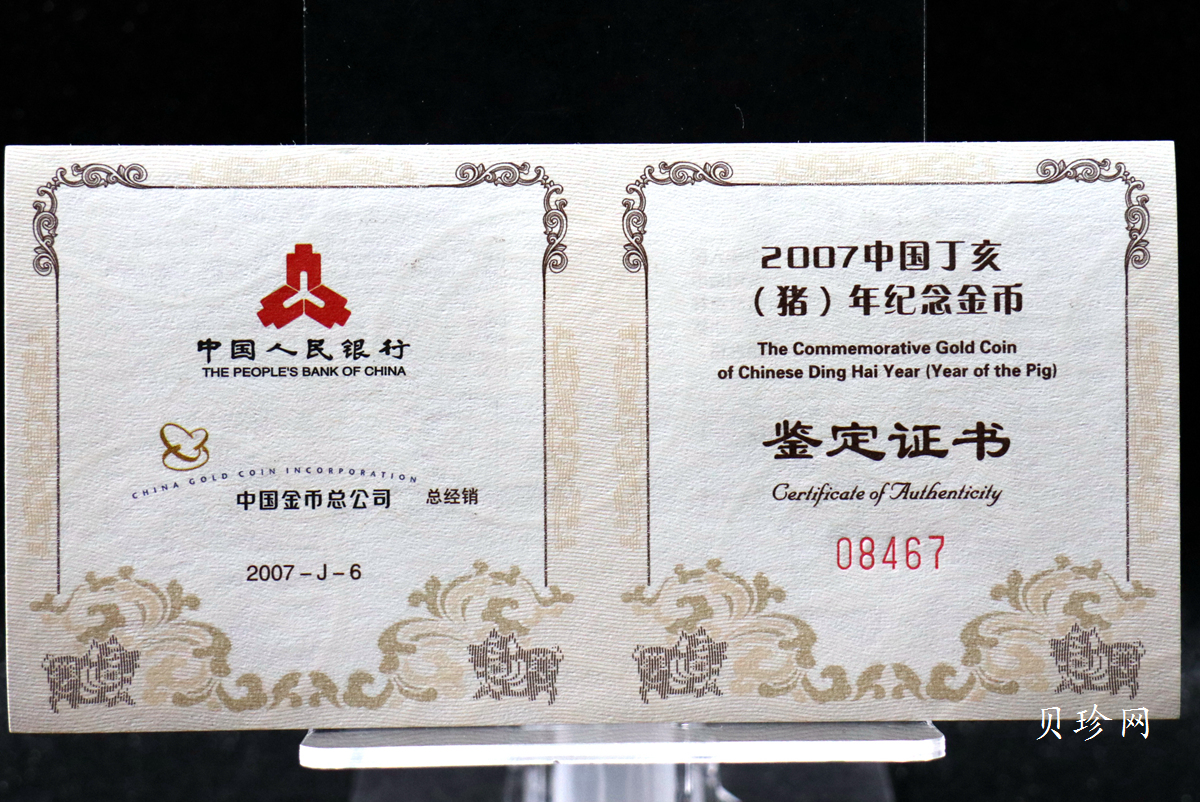 中国人民银行
THE PEOPLE'S BANK OF CHINA
CHINA GOLD COIN INCORPORATION
中国金币总公司 总经销
2007-J-6
2007中国丁亥
（猪）年纪念金币
The Commemorative Gold Coin
of Chinese Ding Hai Year (Year of the Pig)
鉴定证书
Certificate of Authenticity
08467
贝珍网